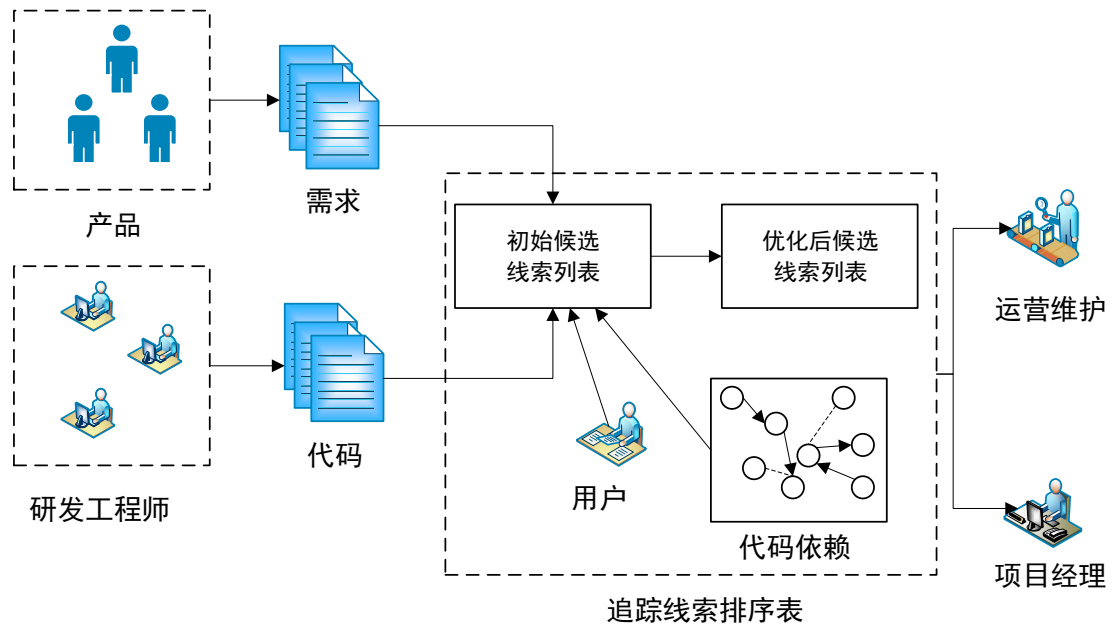 产品
需求
初始候选
线索列表
优化后候选
线索列表
运营维护
研发工程师
代码
用户
代码依赖
项目经理
追踪线索排序表